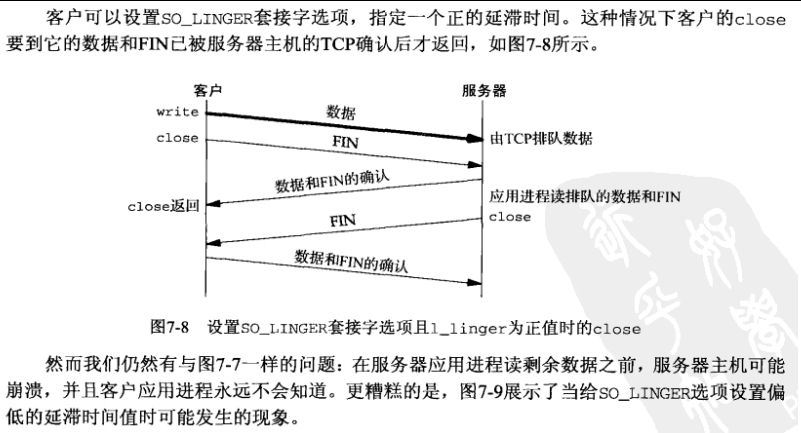 客户可以设置SO_LINGER套接字选项，指定一个正的延滞时间。这种情况下客户的close
要到它的数据和FIN已被服务器主机的TCP确认后才返回，如图7-8所示。
客户
服务器
write
数据
close
FIN
由TCP排队数据
数据和FIN的确认
应用进程读排队的数据和FIN
close返回
FIN
close
数据和FIN的确认
图7-8 设置SO_LINGER套接字选项且l_linger为正值时的close
然而我们仍然有与图7-7一样的问题：在服务器应用进程读剩余数据之前，服务器主机可能
崩溃，并且客户应用进程永远不会知道。更糟糕的是，图7-9展示了当给SO_LINGER选项设置偏
低的延滞时间值时可能发生的现象。